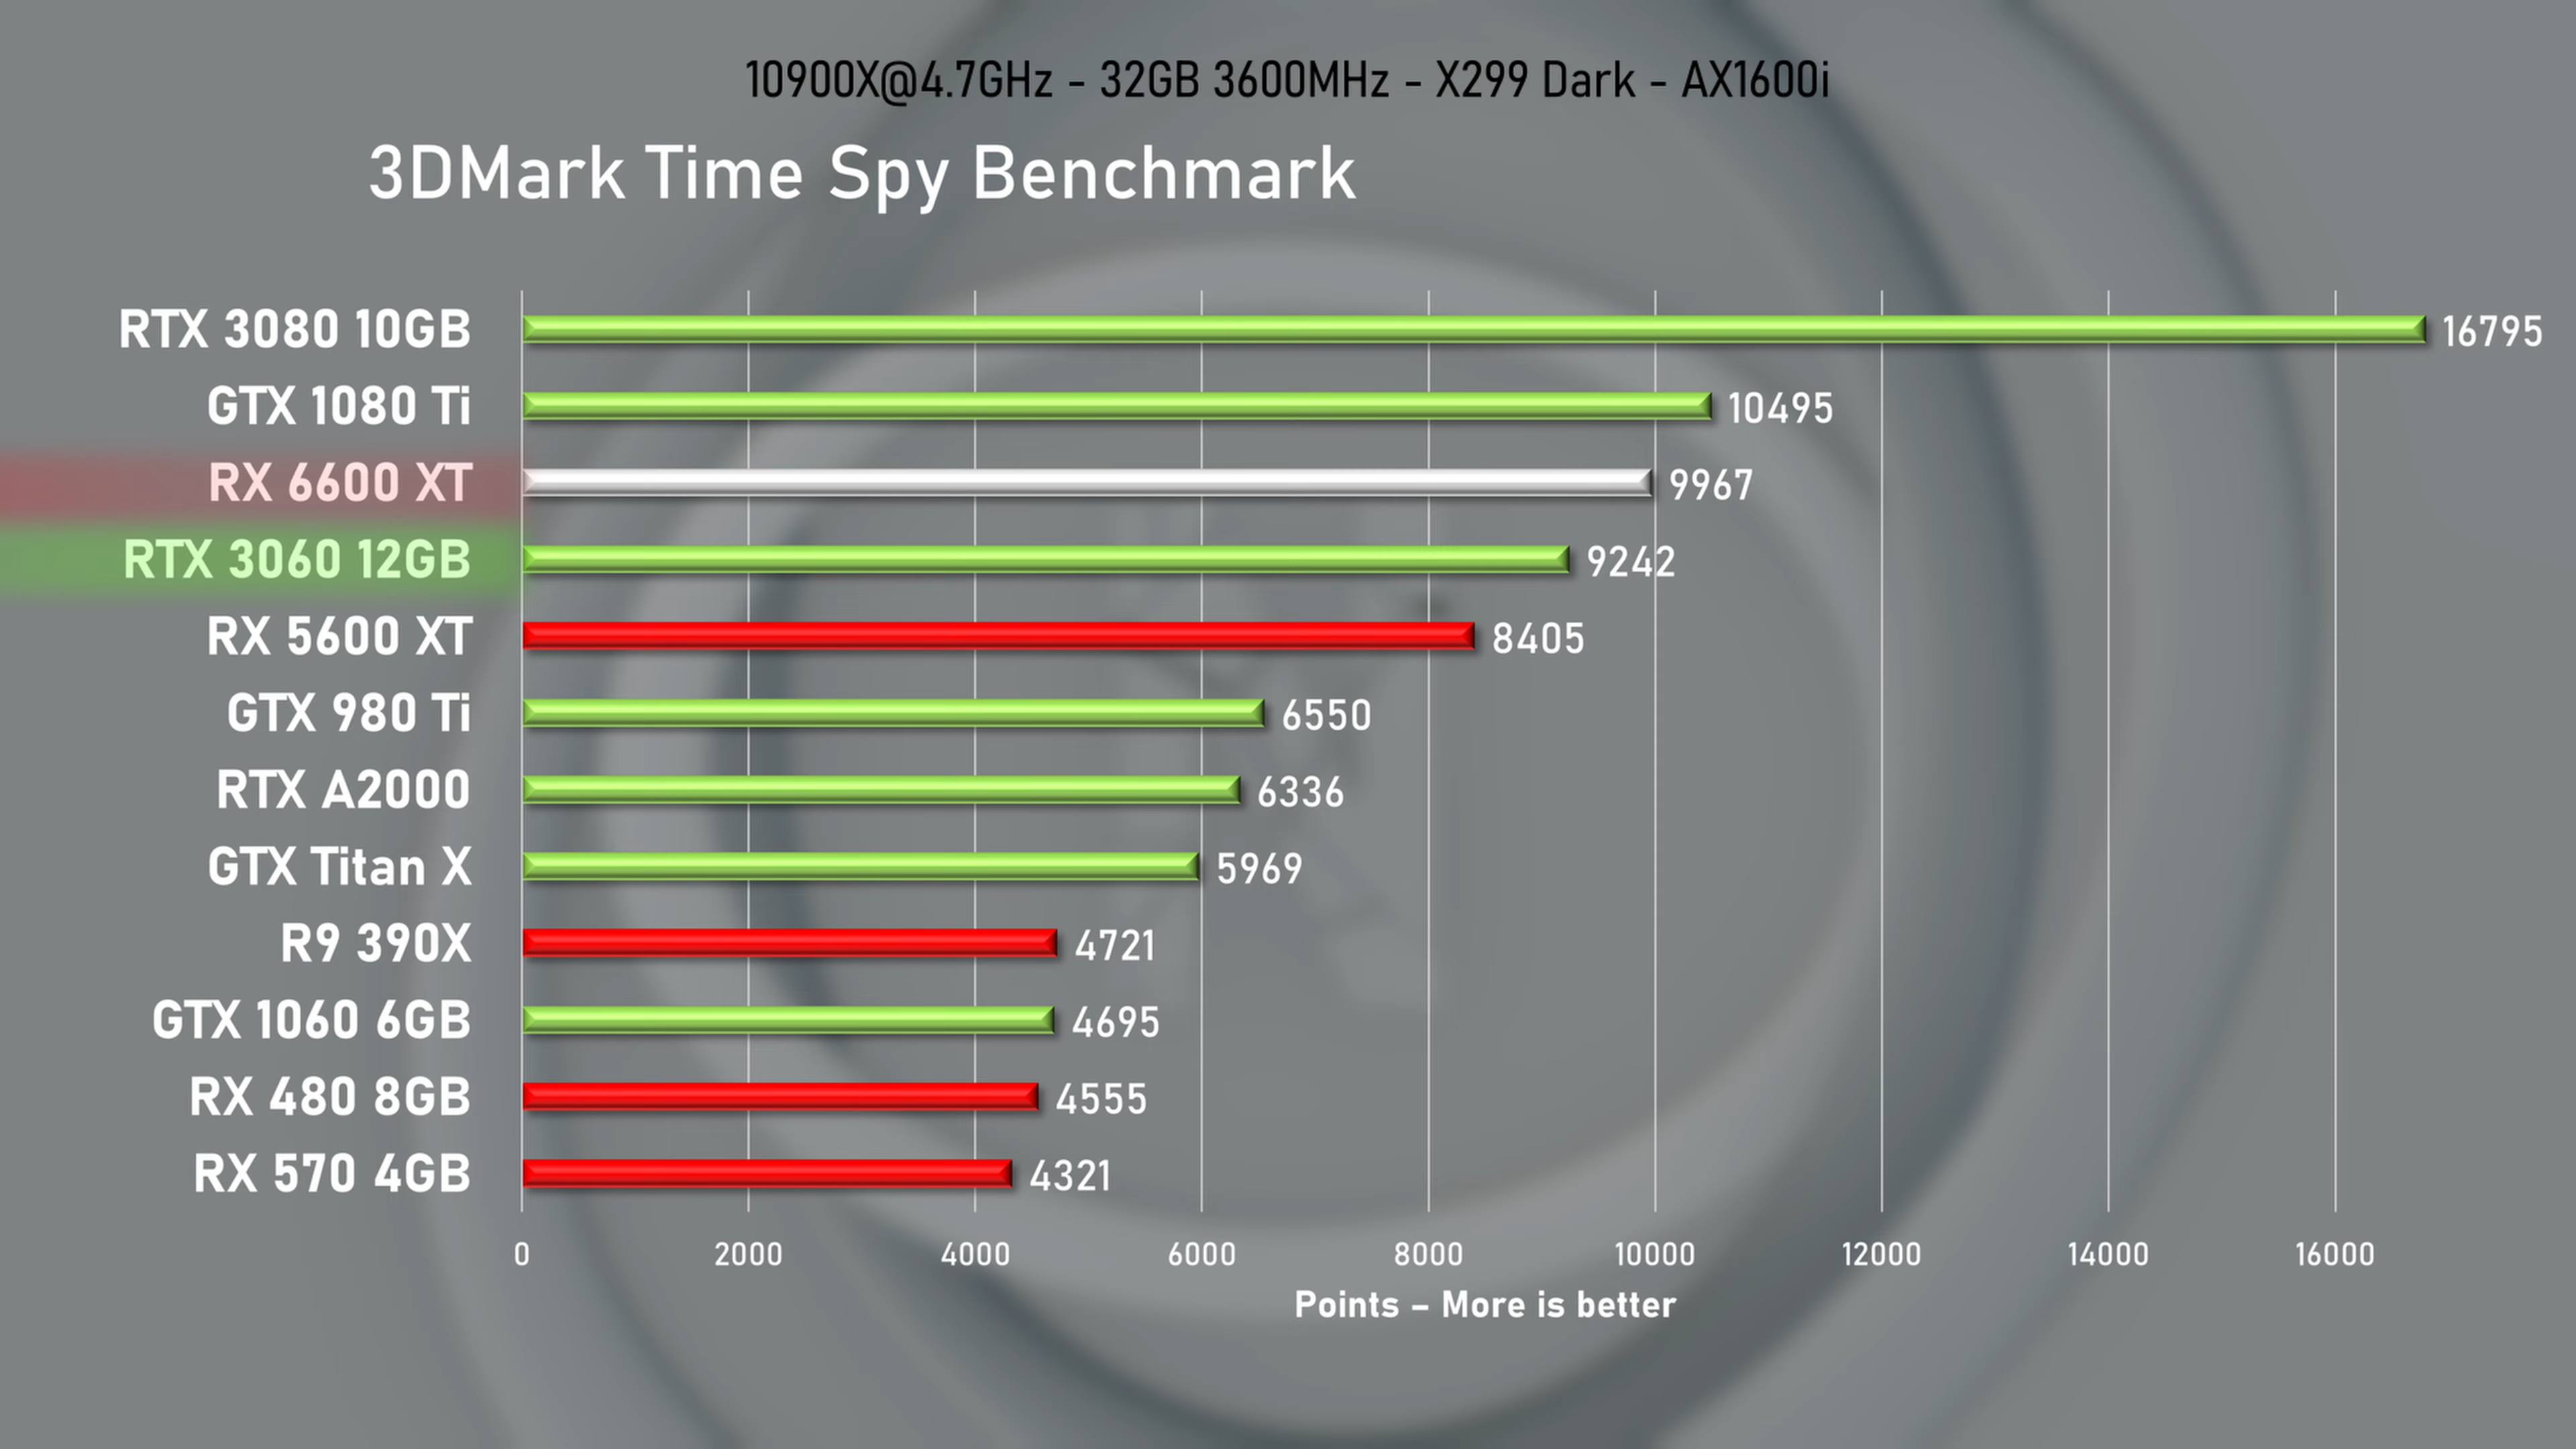 10900X@4.7GHz - 32GB 3600MHz - X299 Dark - AX1600i
3DMark Time Spy Benchmark
RTX 3080 10GB 16795
GTX 1080 Ti 10495
RX 6600 XT 9967
RTX 3060 12GB 9242
RX 5600 XT 8405
GTX 980 Ti 6550
RTX A2000 6336
GTX Titan X 5969
R9 390X 4721
GTX 1060 6GB 4695
RX 480 8GB 4555
RX 570 4GB 4321
0 2000 4000 6000 8000 10000 12000 14000 16000
Points – More is better